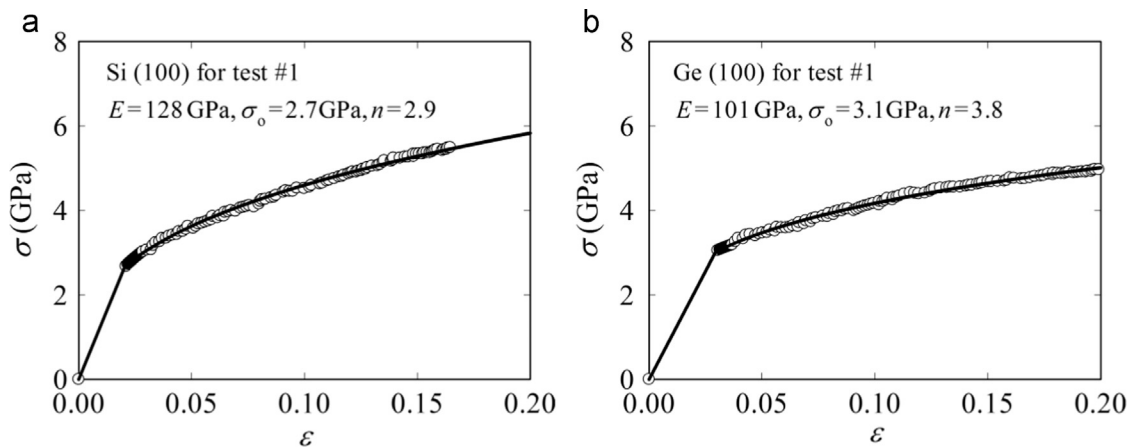 a
8
6
4
2
0
σ (GPa)
Si (100) for test #1
E = 128 GPa, σo = 2.7GPa, n = 2.9
0.00 0.05 0.10 0.15 0.20
ε
b
8
6
4
2
0
σ (GPa)
Ge (100) for test #1
E = 101 GPa, σo = 3.1GPa, n = 3.8
0.00 0.05 0.10 0.15 0.20
ε